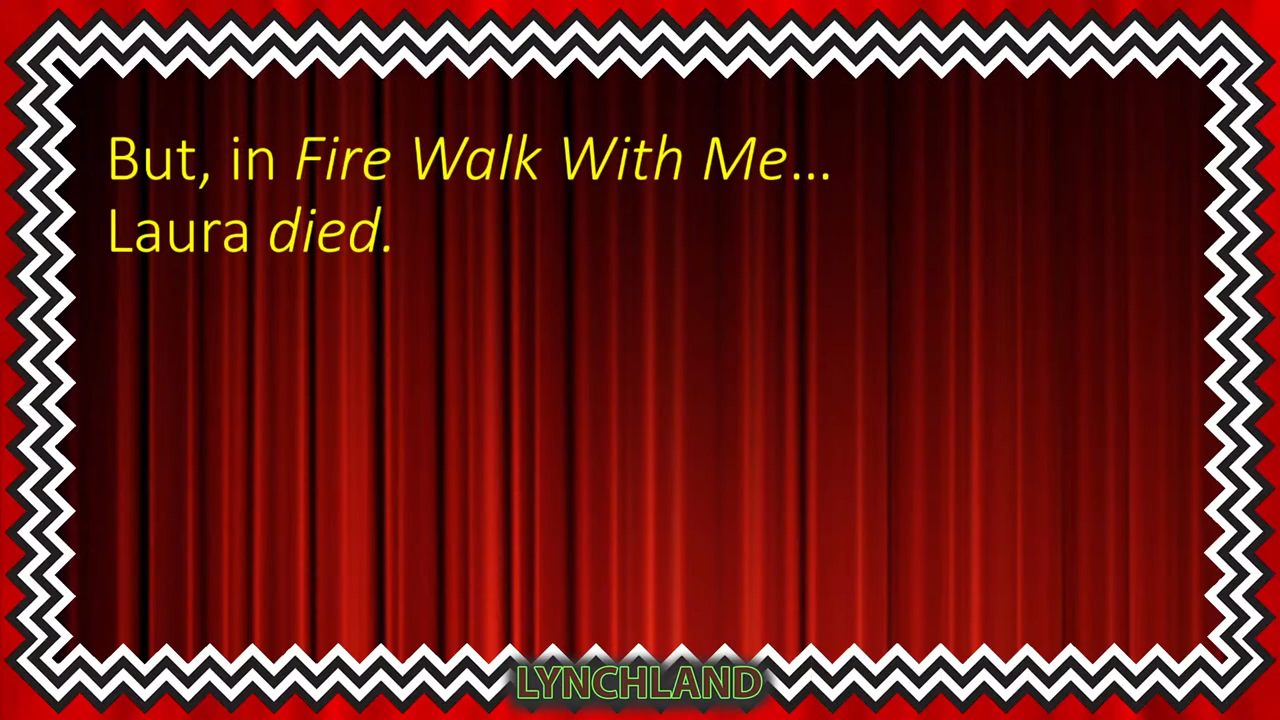 But, in Fire Walk With Me…
Laura died.
LYNCHLAND